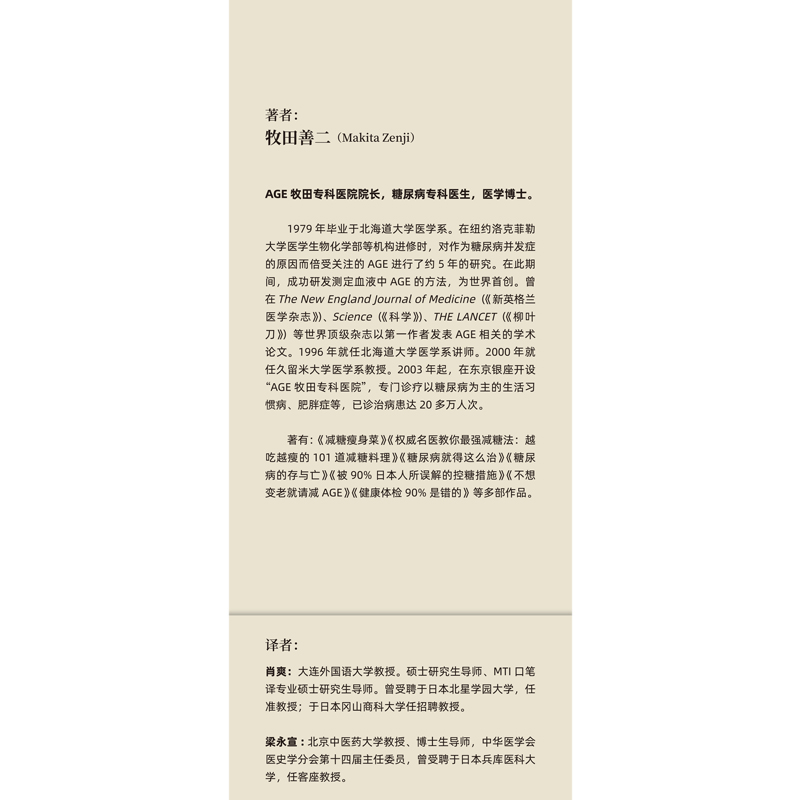 著者：
牧田善二（Makita Zenji）
AGE 牧田专科医院院长，糖尿病专科医生，医学博士。
1979 年毕业于北海道大学医学系。在纽约洛克菲勒
大学医学生物化学部等机构进修时，对作为糖尿病并发症
的原因而倍受关注的 AGE 进行了约 5 年的研究。在此期
间，成功研发测定血液中 AGE 的方法，为世界首创。曾
在 The New England Journal of Medicine（《新英格兰
医学杂志》）、Science（《科学》）、THE LANCET（《柳叶
刀》）等世界顶级杂志以第一作者发表 AGE 相关的学术
论文。1996 年就任北海道大学医学系讲师。2000 年就
任久留米大学医学系教授。2003 年起，在东京银座开设
“AGE 牧田专科医院”，专门诊疗以糖尿病为主的生活习
惯病、肥胖症等，已诊治病患达 20 多万人次。
著有：《减糖瘦身菜》《权威名医教你最强减糖法：越
吃越瘦的 101 道减糖料理》《糖尿病就得这么治》《糖尿
病的存与亡》《被 90% 日本人所误解的控糖措施》《不想
变老就请减 AGE》《健康体检 90% 是错的》等多部作品。
译者：
肖爽：大连外国语大学教授。硕士研究生导师、MTI 口笔
译专业硕士研究生导师。曾受聘于日本北星学园大学，任
准教授；于日本冈山商科大学任招聘教授。
梁永宣：北京中医药大学教授、博士生导师，中华医学会
医史学分会第十四届主任委员，曾受聘于日本兵库医科大
学，任客座教授。